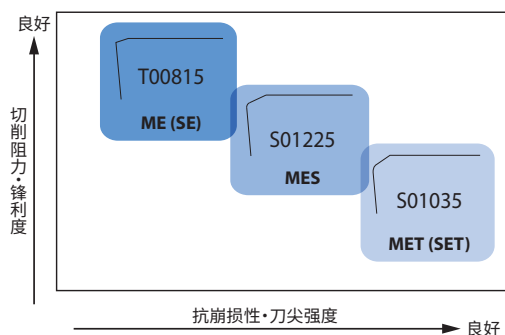 良好
切削阻力・锋利度
T00815
ME (SE)
S01225
MES
S01035
MET (SET)
抗崩损性・刀尖强度
良好